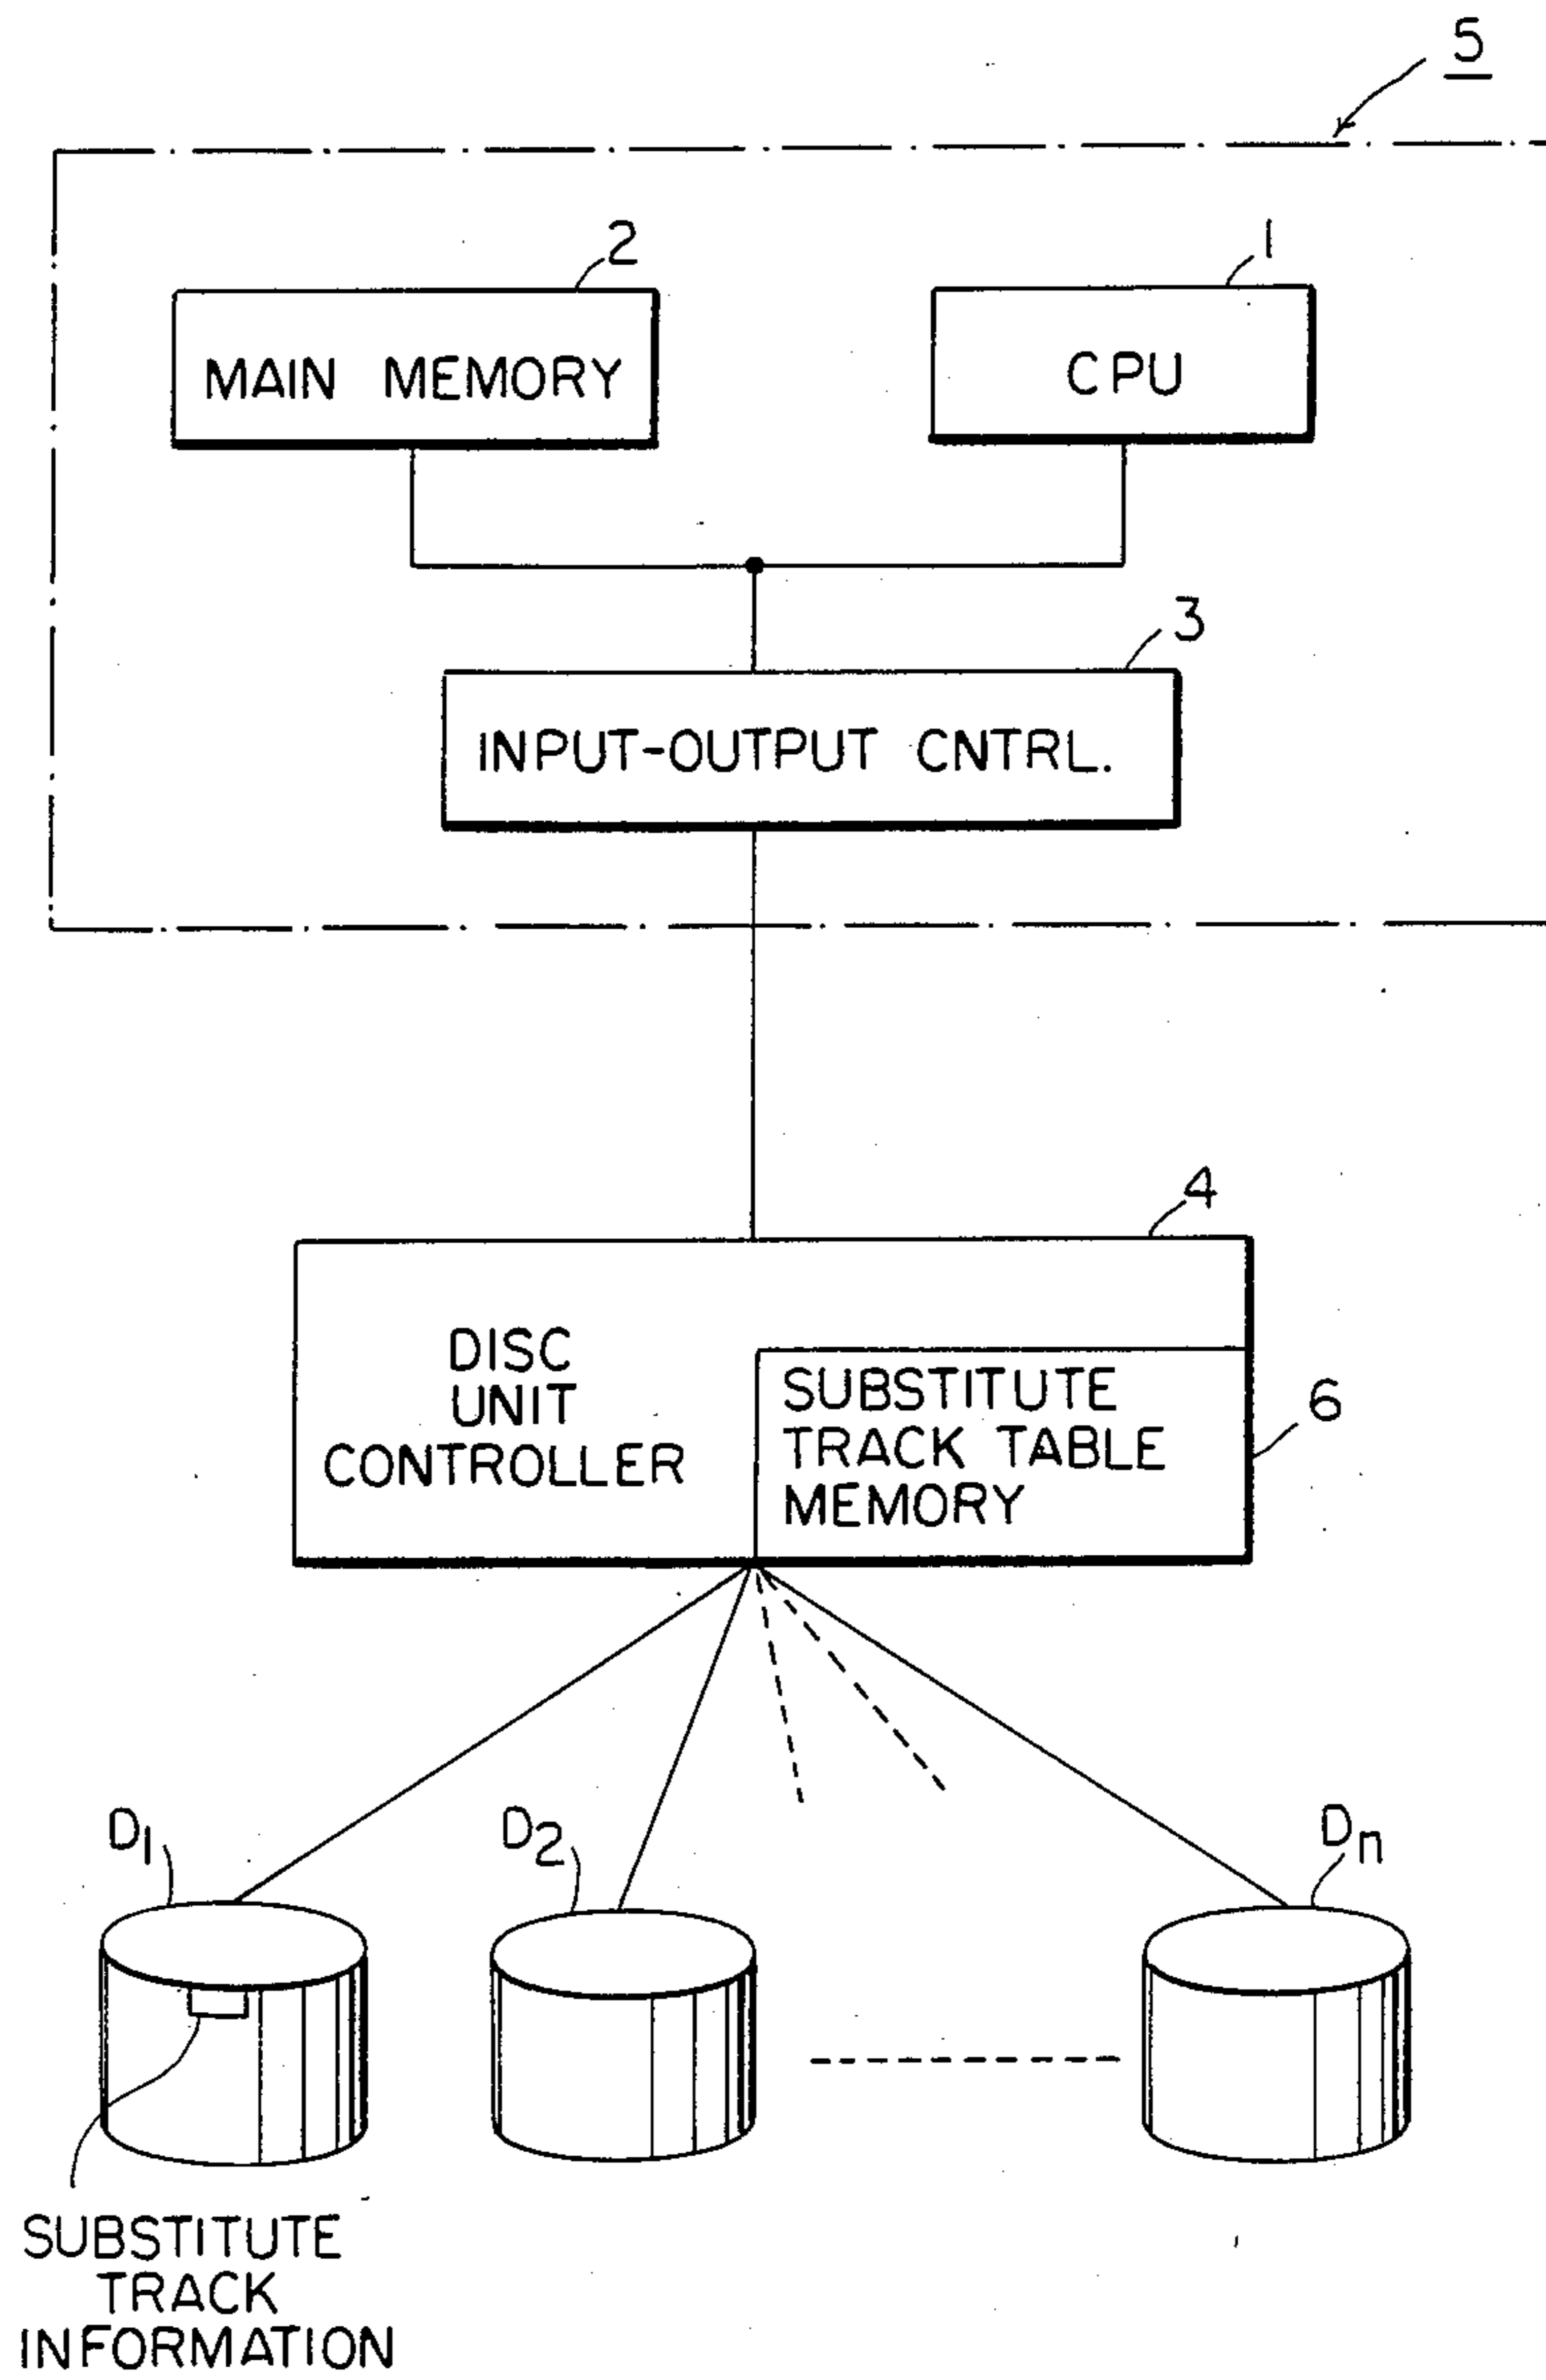 5
2
1
MAIN MEMORY
CPU
3
INPUT-OUTPUT CNTRL.
4
DISC
UNIT
CONTROLLER
SUBSTITUTE
TRACK TABLE
MEMORY
6
D1
D2
Dn
SUBSTITUTE
TRACK
INFORMATION